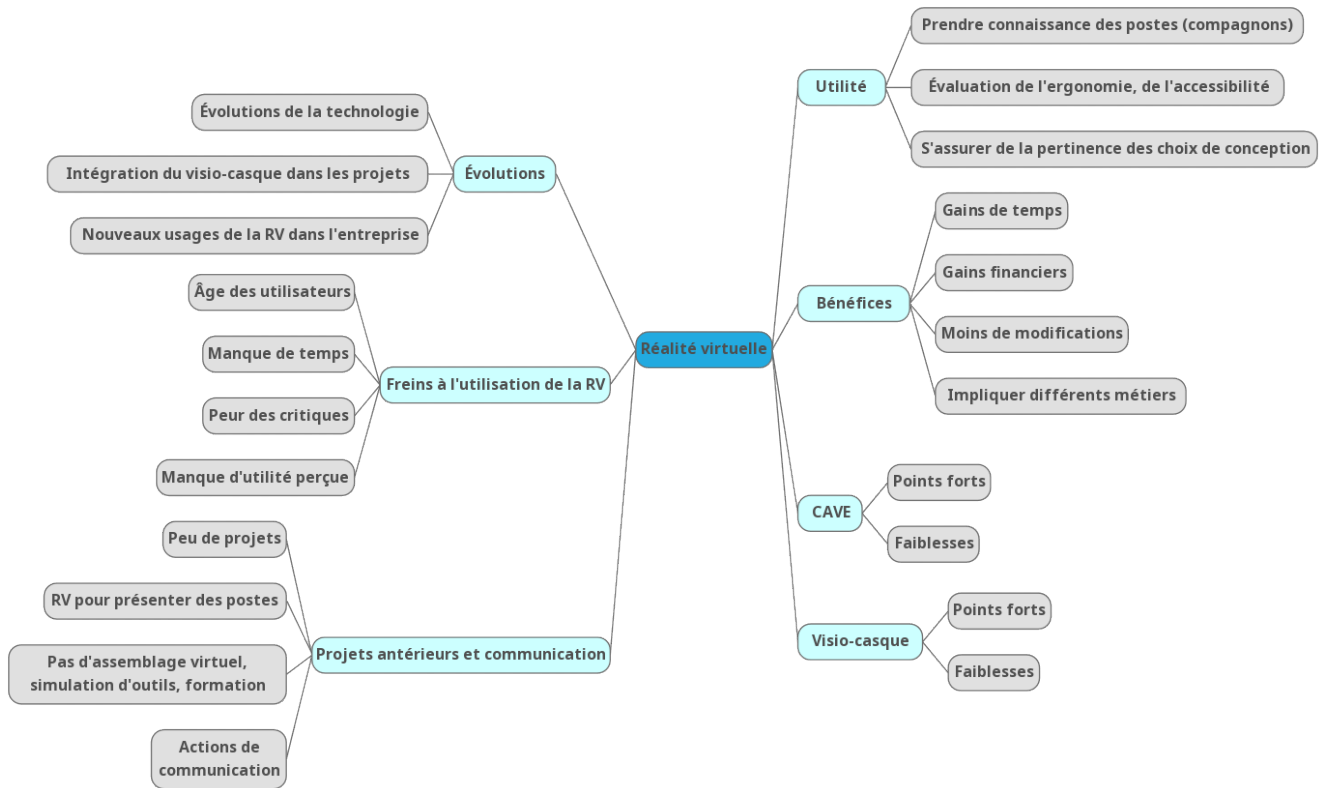 Réalité virtuelle
Évolutions
Évolutions de la technologie
Intégration du visio-casque dans les projets
Nouveaux usages de la RV dans l'entreprise
Freins à l'utilisation de la RV
Âge des utilisateurs
Manque de temps
Peur des critiques
Manque d'utilité perçue
Projets antérieurs et communication
Peu de projets
RV pour présenter des postes
Pas d'assemblage virtuel,
simulation d'outils, formation
Actions de
communication
Utilité
Prendre connaissance des postes (compagnons)
Évaluation de l'ergonomie, de l'accessibilité
S'assurer de la pertinence des choix de conception
Bénéfices
Gains de temps
Gains financiers
Moins de modifications
Impliquer différents métiers
CAVE
Points forts
Faiblesses
Visio-casque
Points forts
Faiblesses